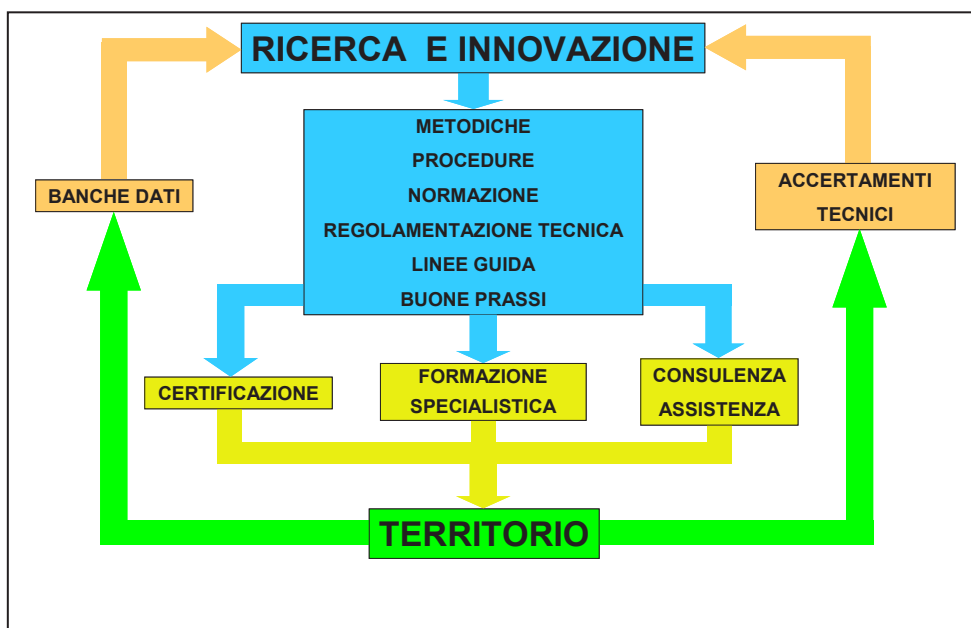 RICERCA E INNOVAZIONE
METODICHE
PROCEDURE
NORMAZIONE
REGOLAMENTAZIONE TECNICA
LINEE GUIDA
BUONE PRASSI
BANCHE DATI
ACCERTAMENTI
TECNICI
CERTIFICAZIONE
FORMAZIONE
SPECIALISTICA
CONSULENZA
ASSISTENZA
TERRITORIO